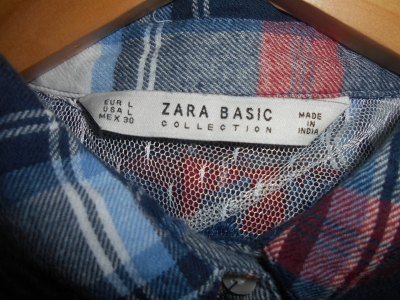 EUR L
USA L
MEX 30
ZARA BASIC
COLLECTION
MADE
IN
INDIA